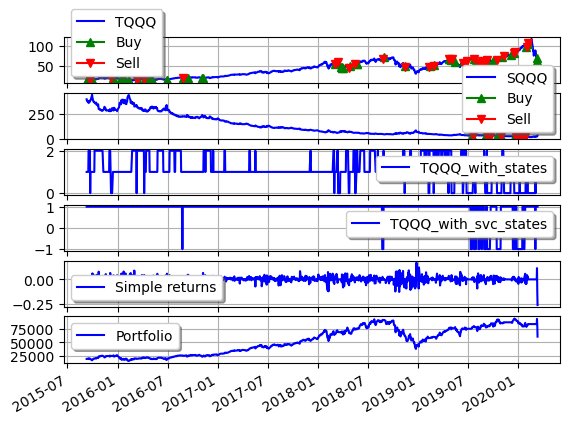 TQQQ
Buy
Sell
100
50
SQQQ
Buy
Sell
250
0
2
0
TQQQ_with_states
1
0
−1
TQQQ_with_svc_states
0.00
−0.25
Simple returns
75000
50000
25000
Portfolio
2015-07 2016-01 2016-07 2017-01 2017-07 2018-01 2018-07 2019-01 2019-07 2020-01